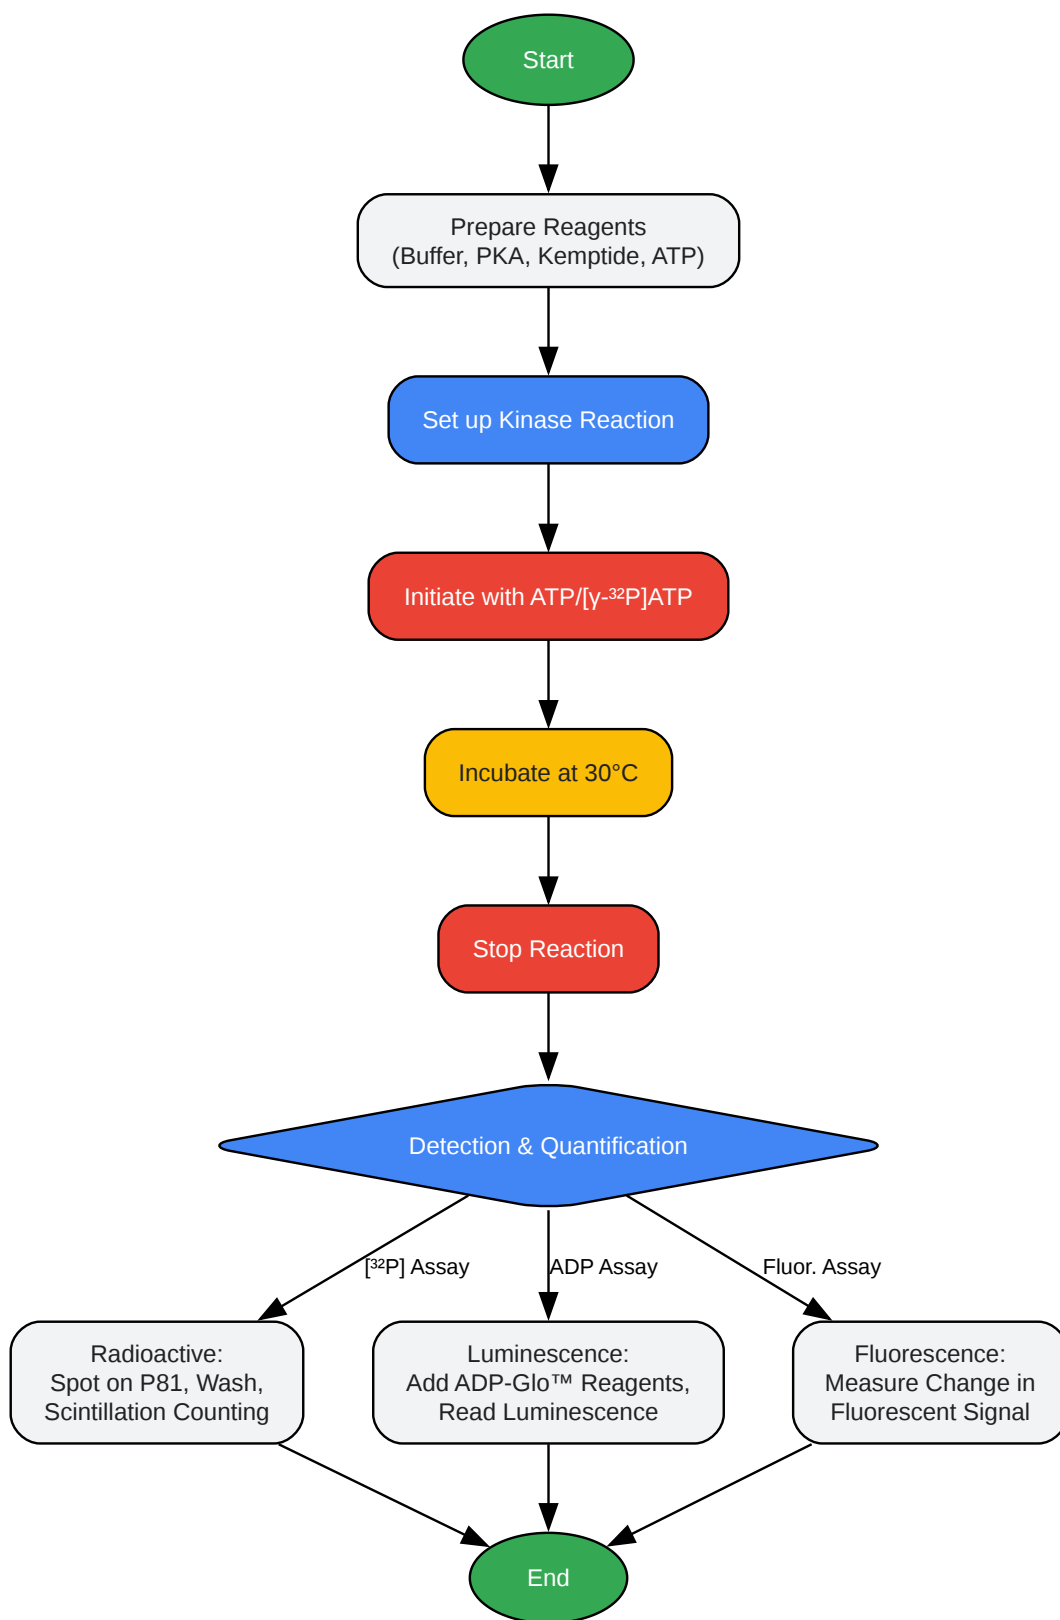 Start
Prepare Reagents
(Buffer, PKA, Kemptide, ATP)
Set up Kinase Reaction
Initiate with ATP/[γ-³²P]ATP
Incubate at 30°C
Stop Reaction
Detection & Quantification
[³²P] Assay
ADP Assay
Fluor. Assay
Radioactive:
Spot on P81, Wash,
Scintillation Counting
Luminescence:
Add ADP-Glo™ Reagents,
Read Luminescence
Fluorescence:
Measure Change in
Fluorescent Signal
End